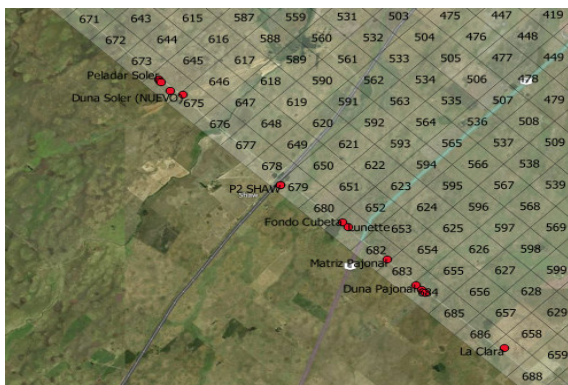 671 643 615 587 559 531 503 475 447 419
672 644 616 588 560 532 504 476 448
673 645 617 589 561 533 505 477 449
Peladar Soler 646 618 590 562 534 506 478
Duna Soler (NUEVO) 675 647 619 591 563 535 507 479
676 648 620 592 564 536 508
677 649 621 593 565 537 509
678 650 622 594 566 538
P2 SHAW 679 651 623 595 567 539
Shaw
680 652 624 596 568
Fondo Cubeta Lunette 653 625 597 569
682 654 626 598
Matriz Pajonal 683 655 627 599
Duna Pajonal 684 656 628
685 657 629
686 658
La Clara 659
688